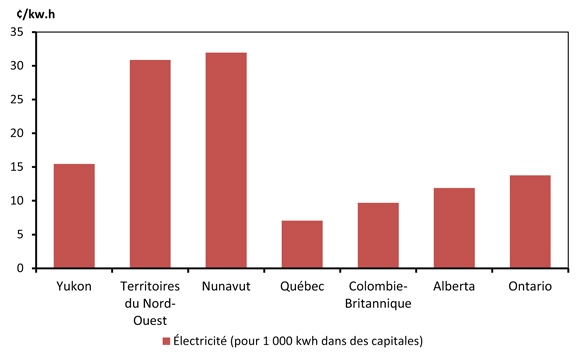 ¢/kw.h
35
30
25
20
15
10
5
0
Yukon
Territoires
du Nord-
Ouest
Nunavut
Québec
Colombie-
Britannique
Alberta
Ontario
Électricité (pour 1 000 kwh dans des capitales)